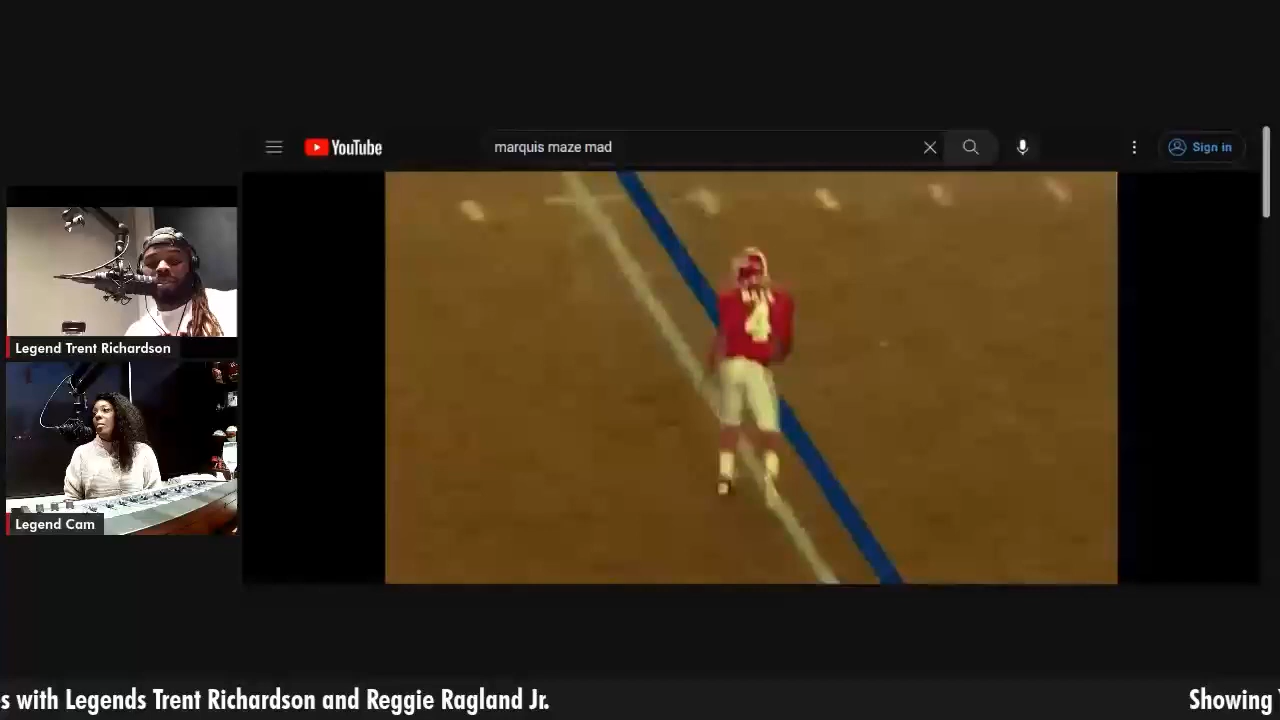 YouTube
marquis maze mad
Sign in
4
Legend Trent Richardson
Legend Cam
s with Legends Trent Richardson and Reggie Ragland Jr.
Showing